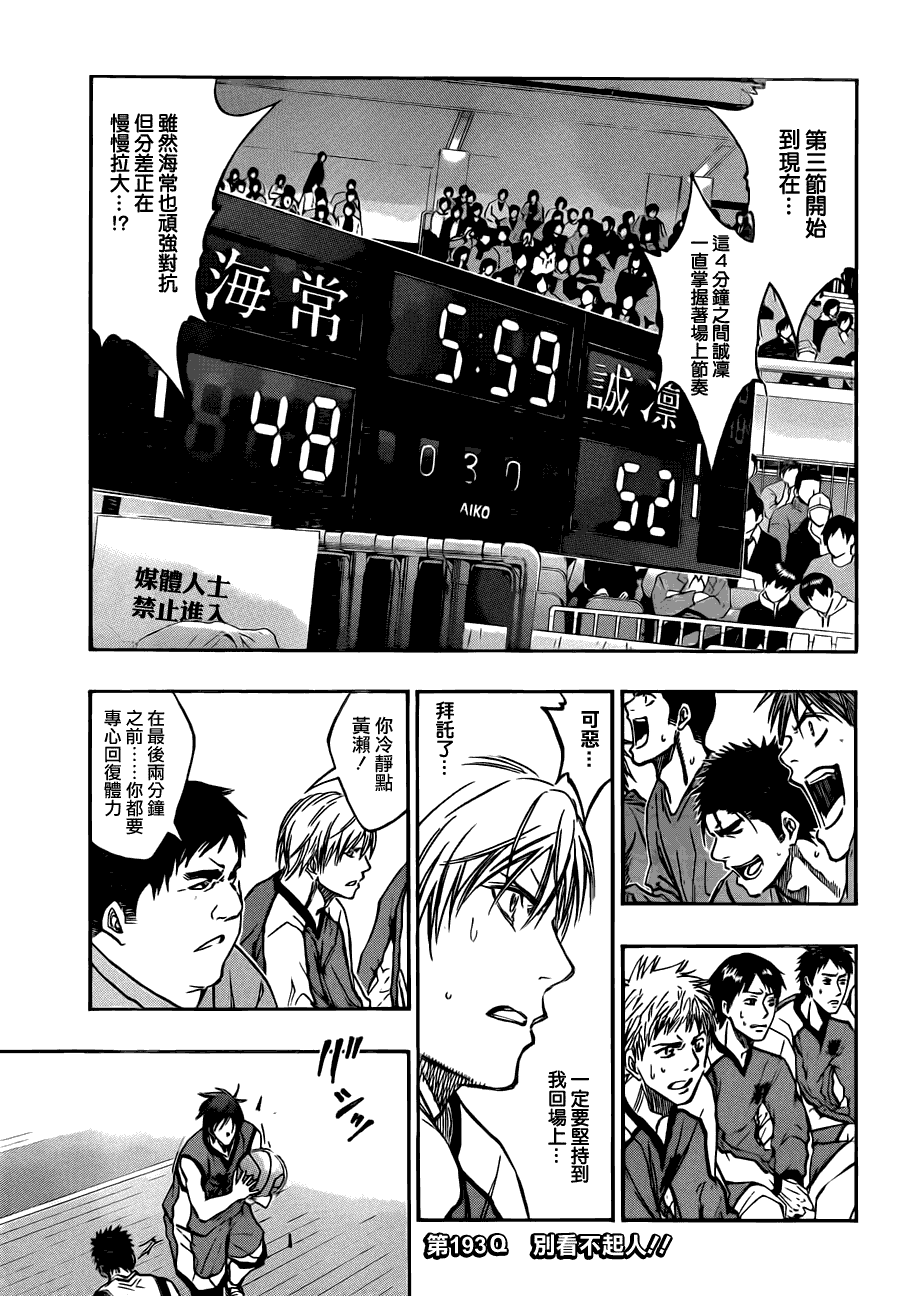 第三節開始
到現在…
這4分鐘之間誠凜
一直掌握著場上節奏
雖然海常也頑強對抗
但分差正在
慢慢拉大…!?
海常
5:59
誠凛
48
030
52
AIKO
媒體人士
禁止進入
可惡…
拜託了…
一定要堅持到
我回場上…
你冷靜點
黃瀨!
在最後兩分鐘
之前……你都要
專心回復體力
第193Q 別看不起人!!